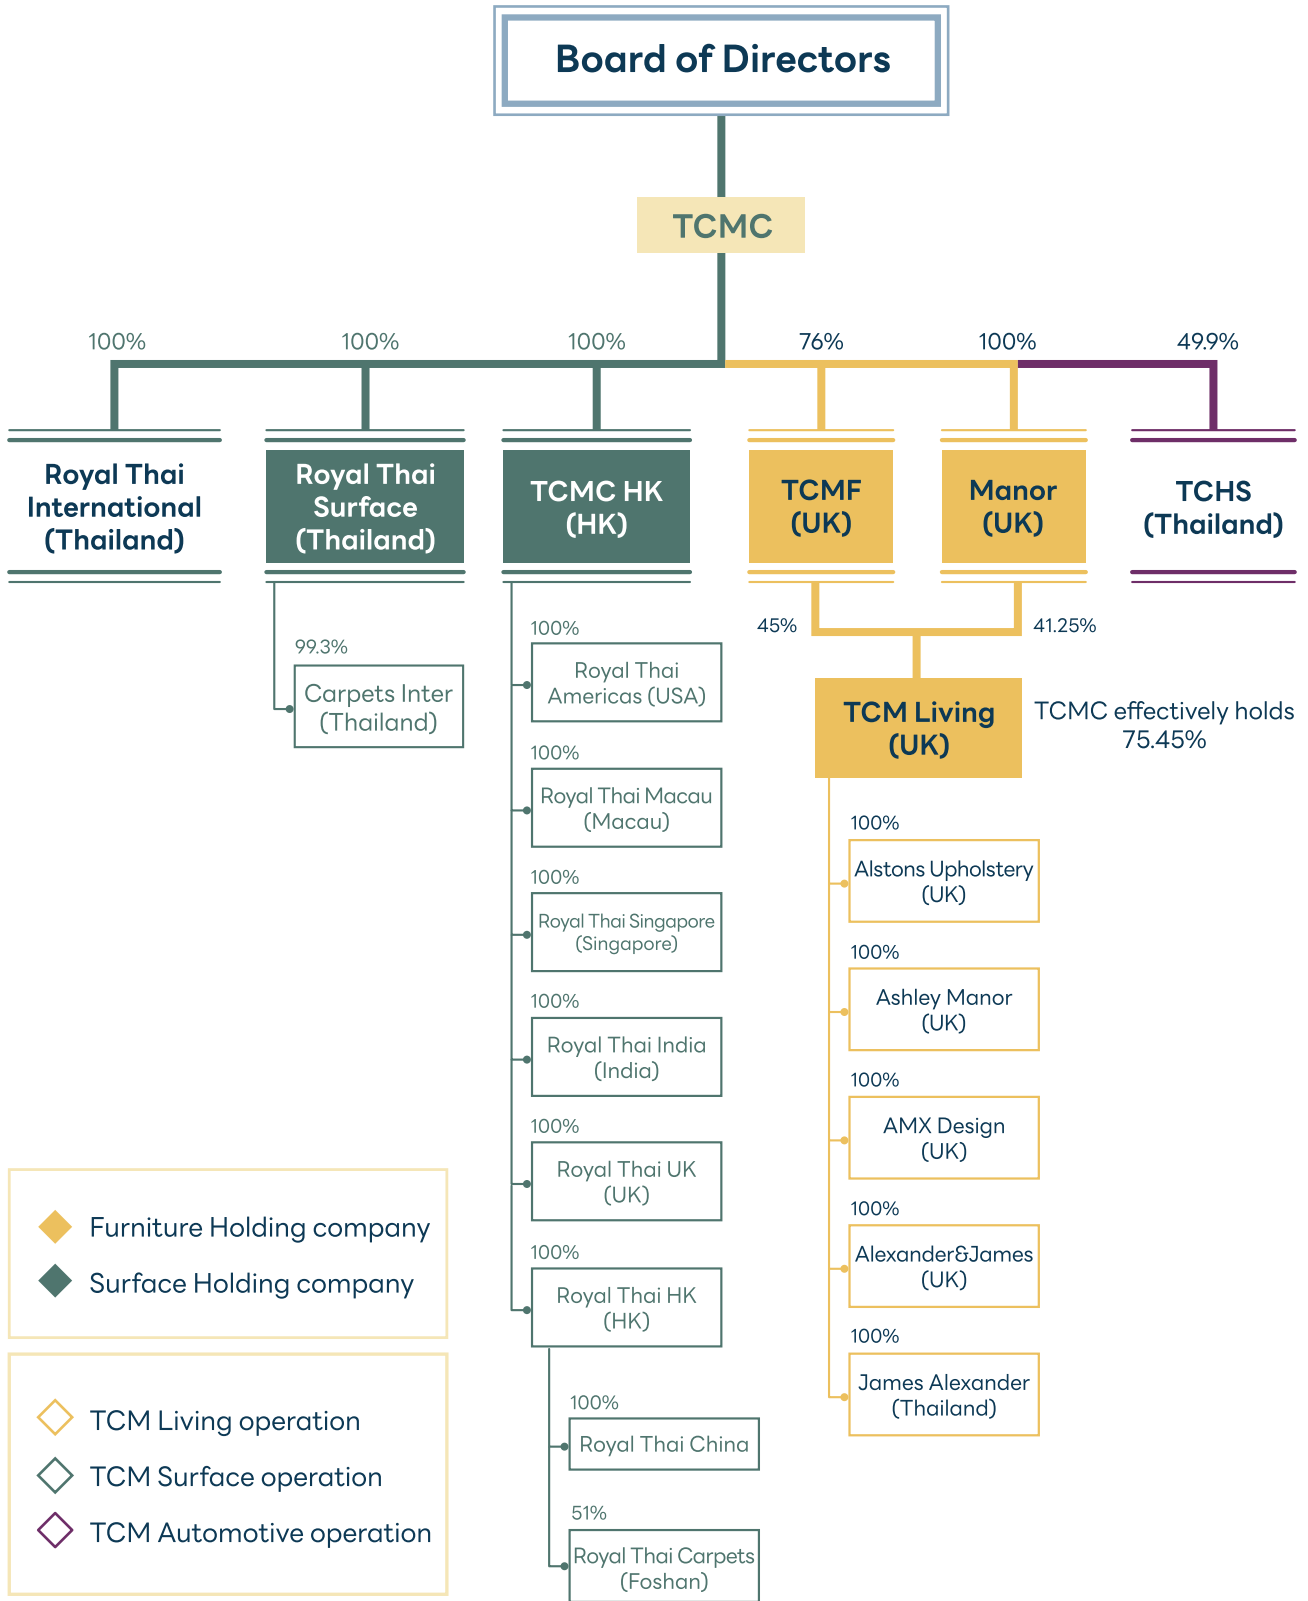 Board of Directors
TCMC
100%
100%
100%
76%
100%
49.9%
Royal Thai
International
(Thailand)
Royal Thai
Surface
(Thailand)
TCMC HK
(HK)
TCMF
(UK)
Manor
(UK)
TCHS
(Thailand)
99.3%
Carpets Inter
(Thailand)
100%
Royal Thai
Americas (USA)
100%
Royal Thai Macau
(Macau)
100%
Royal Thai Singapore
(Singapore)
100%
Royal Thai India
(India)
100%
Royal Thai UK
(UK)
100%
Royal Thai HK
(HK)
100%
Royal Thai China
51%
Royal Thai Carpets
(Foshan)
45%
41.25%
TCM Living
(UK)
TCMC effectively holds
75.45%
100%
Alstons Upholstery
(UK)
100%
Ashley Manor
(UK)
100%
AMX Design
(UK)
100%
Alexander&James
(UK)
100%
James Alexander
(Thailand)
Furniture Holding company
Surface Holding company
TCM Living operation
TCM Surface operation
TCM Automotive operation